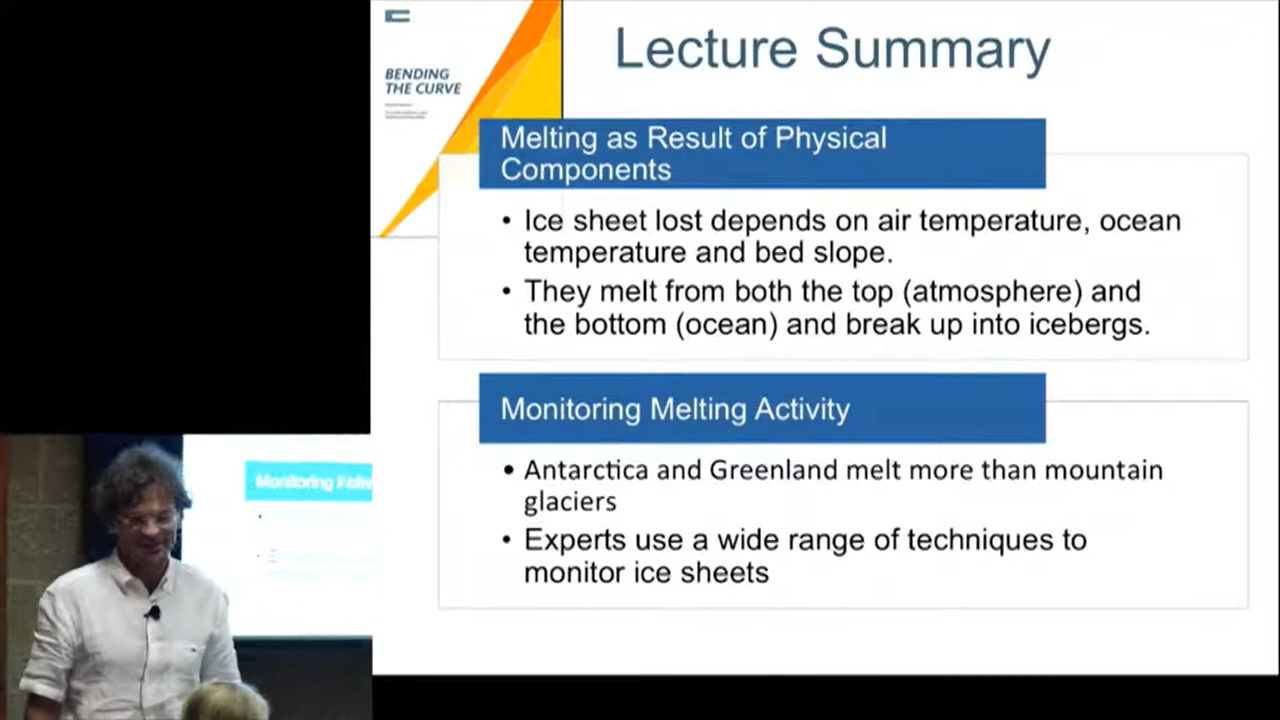 BENDING
THE CURVE
Lecture Summary
Melting as Result of Physical
Components
• Ice sheet lost depends on air temperature, ocean
temperature and bed slope.
• They melt from both the top (atmosphere) and
the bottom (ocean) and break up into icebergs.
Monitoring Melting Activity
• Antarctica and Greenland melt more than mountain
glaciers
• Experts use a wide range of techniques to
monitor ice sheets
Monitoring